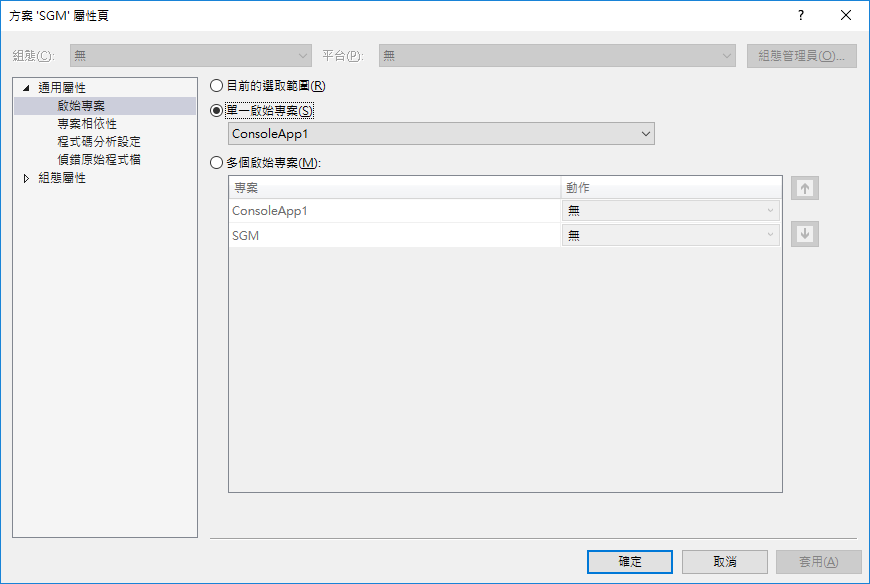 方案 'SGM' 屬性頁
?
組態(C):
無
平台(P):
無
組態管理員(O)...
通用屬性
啟始專案
專案相依性
程式碼分析設定
偵錯原始程式檔
組態屬性
目前的選取範圍(R)
單一啟始專案(S)
ConsoleApp1
多個啟始專案(M):
專案 動作
ConsoleApp1 無
SGM 無
確定
取消
套用(A)